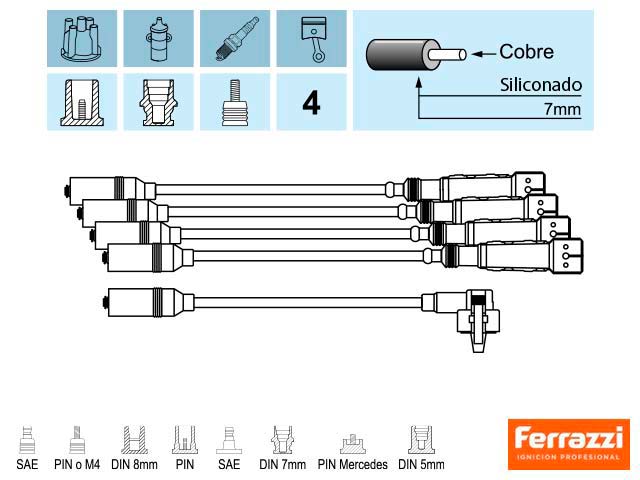 Cobre
Siliconado
4
7mm
SAE PIN o M4 DIN 8mm PIN SAE DIN 7mm PIN Mercedes DIN 5mm
Ferrazzi
IGNICION PROFESIONAL